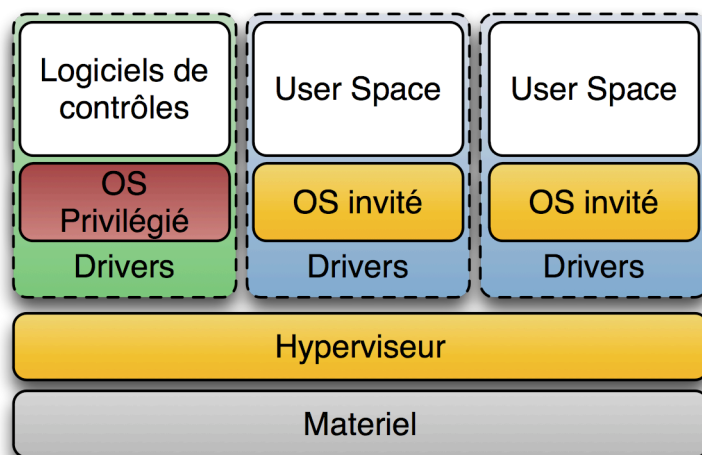 Logiciels de
contrôles
User Space
User Space
OS
Privilégié
OS invité
OS invité
Drivers
Drivers
Drivers
Hyperviseur
Materiel